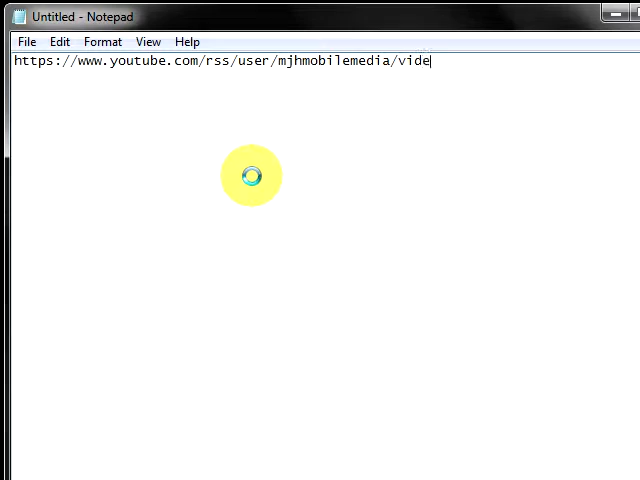 Untitled - Notepad
File Edit Format View Help
https://www.youtube.com/rss/user/mjhmobilemedia/vide